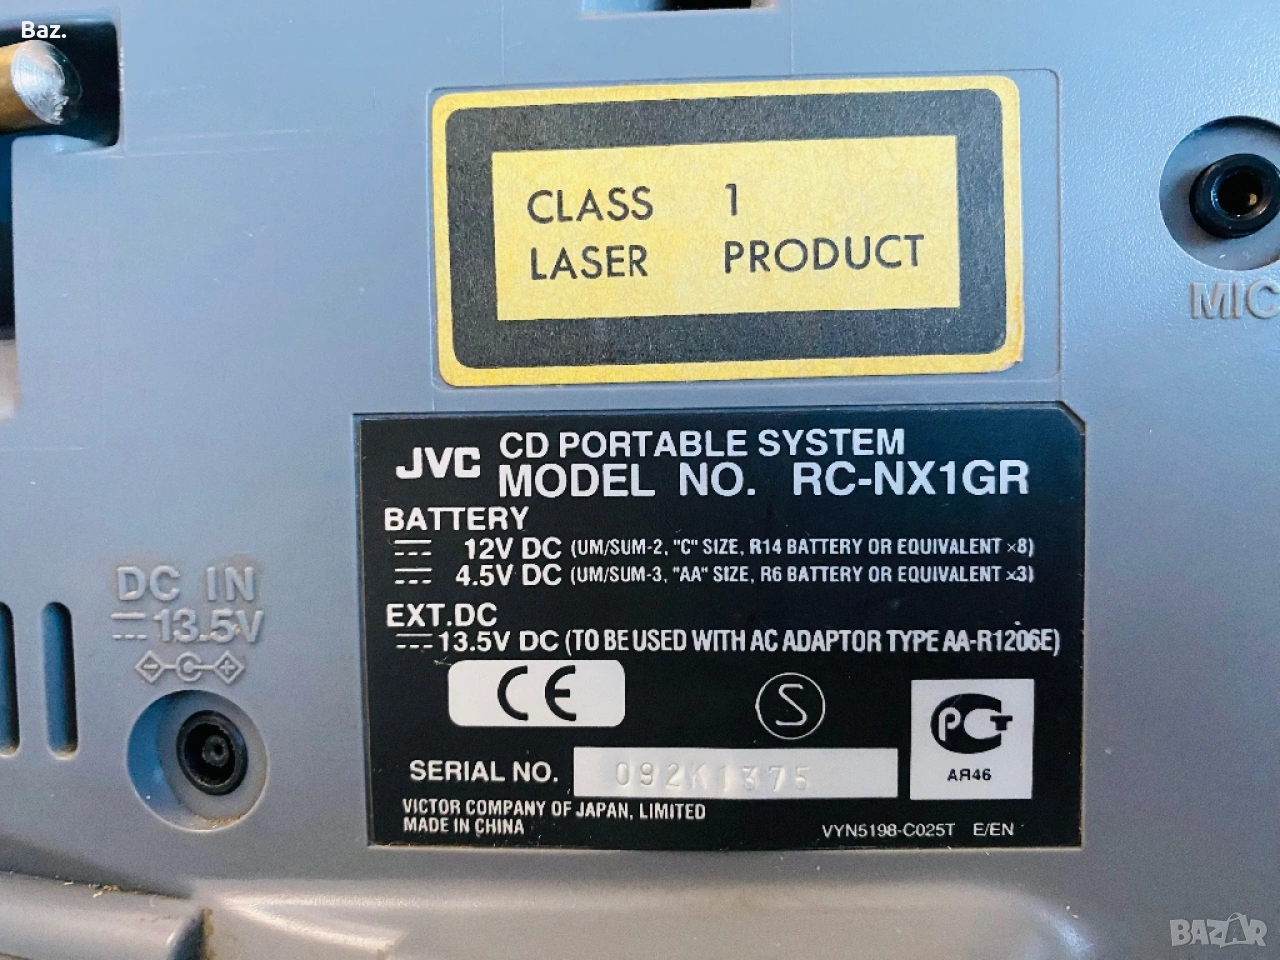 Baz.
CLASS 1
LASER PRODUCT
MIC
JVC CD PORTABLE SYSTEM
MODEL NO. RC-NX1GR
BATTERY
12V DC (UM/SUM-2, "C" SIZE, R14 BATTERY OR EQUIVALENT ×8)
4.5V DC (UM/SUM-3, "AA" SIZE, R6 BATTERY OR EQUIVALENT ×3)
EXT.DC
13.5V DC (TO BE USED WITH AC ADAPTOR TYPE AA-R1206E)
DC IN
13.5V
CE
S
РСТ
АЯ46
SERIAL NO. 092K1375
VICTOR COMPANY OF JAPAN, LIMITED
MADE IN CHINA
VYN5198-C025T E/EN
BAZAR